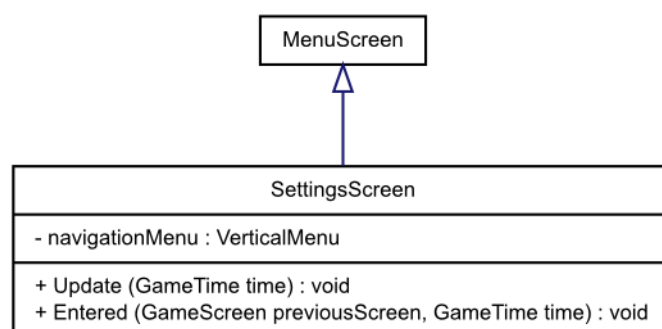 MenuScreen
SettingsScreen
- navigationMenu : VerticalMenu
+ Update (GameTime time) : void
+ Entered (GameScreen previousScreen, GameTime time) : void